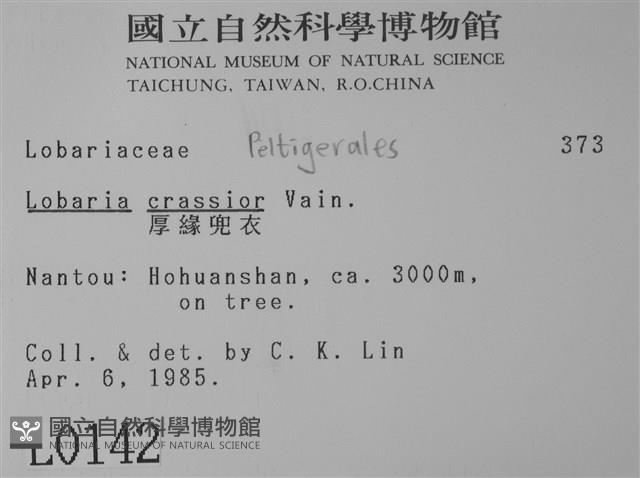 國立自然科學博物館
NATIONAL MUSEUM OF NATURAL SCIENCE
TAICHUNG, TAIWAN, R.O.CHINA
Lobariaceae Peltigerales 373
Lobaria crassior Vain.
厚緣兜衣
Nantou: Hohuanshan, ca. 3000m,
on tree.
Coll. & det. by C. K. Lin
Apr. 6, 1985.
國立自然科學博物館
NATIONAL MUSEUM OF NATURAL SCIENCE
L0142